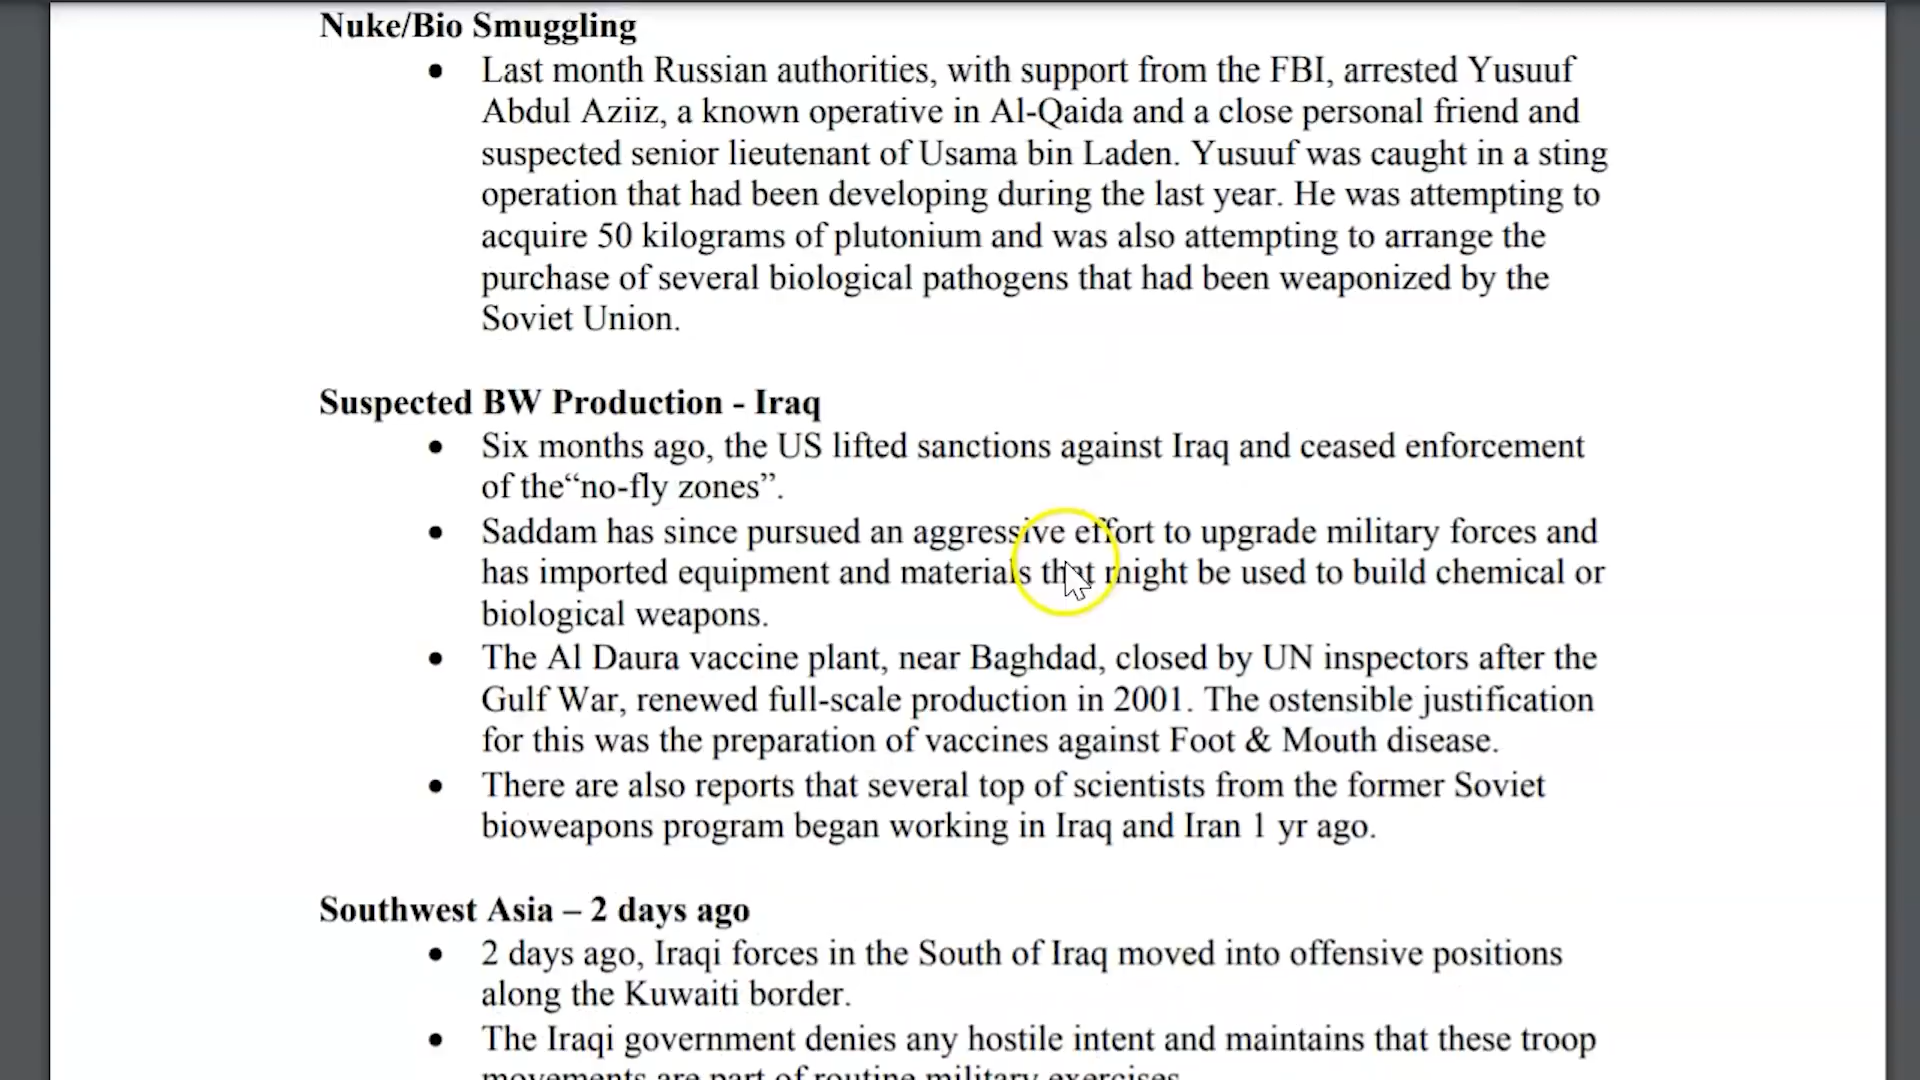 Nuke/Bio Smuggling
• Last month Russian authorities, with support from the FBI, arrested Yusuuf
Abdul Aziiz, a known operative in Al-Qaida and a close personal friend and
suspected senior lieutenant of Usama bin Laden. Yusuuf was caught in a sting
operation that had been developing during the last year. He was attempting to
acquire 50 kilograms of plutonium and was also attempting to arrange the
purchase of several biological pathogens that had been weaponized by the
Soviet Union.
Suspected BW Production - Iraq
• Six months ago, the US lifted sanctions against Iraq and ceased enforcement
of the“no-fly zones”.
• Saddam has since pursued an aggressive effort to upgrade military forces and
has imported equipment and materials that might be used to build chemical or
biological weapons.
• The Al Daura vaccine plant, near Baghdad, closed by UN inspectors after the
Gulf War, renewed full-scale production in 2001. The ostensible justification
for this was the preparation of vaccines against Foot & Mouth disease.
• There are also reports that several top of scientists from the former Soviet
bioweapons program began working in Iraq and Iran 1 yr ago.
Southwest Asia – 2 days ago
• 2 days ago, Iraqi forces in the South of Iraq moved into offensive positions
along the Kuwaiti border.
• The Iraqi government denies any hostile intent and maintains that these troop
movements are part of routine military exercises.